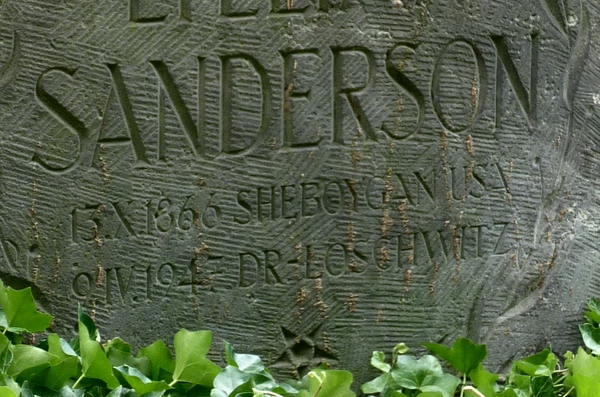 SANDERSON
13.X.1866 SHEBOYGAN USA
9.IV.1947 DR-LOSCHWITZ